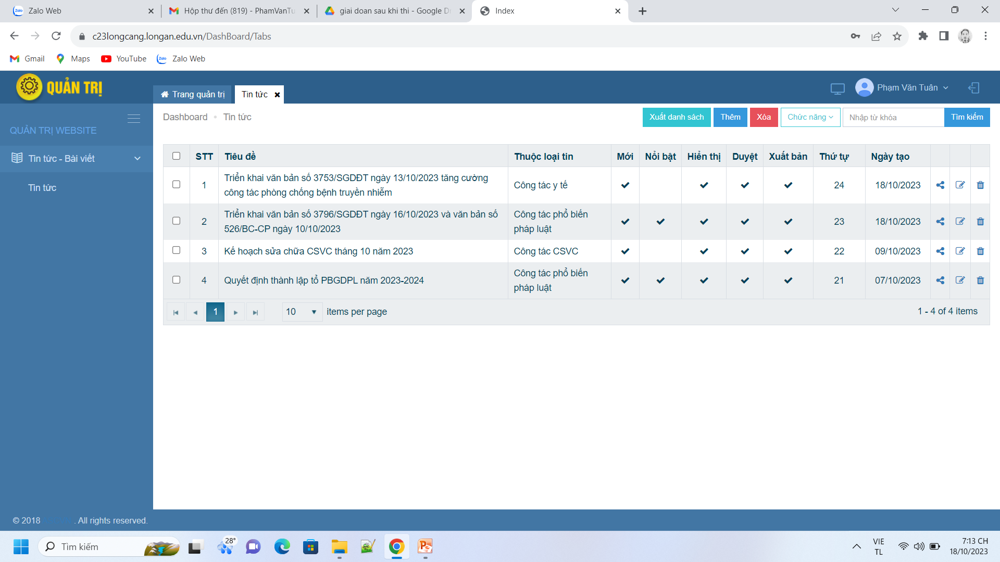 Zalo Web
Hộp thư đến (819) - PhamVanTu
giai doan sau khi thi - Google Dr
Index
c23longcang.longan.edu.vn/DashBoard/Tabs
Gmail
Maps
YouTube
Zalo Web
QUẢN TRỊ
Trang quản trị
Tin tức
Phạm Văn Tuân
QUẢN TRỊ WEBSITE
Tin tức - Bài viết
Tin tức
Dashboard • Tin tức
Xuất danh sách
Thêm
Xóa
Chức năng
Nhập từ khóa
Tìm kiếm
STT Tiêu đề Thuộc loại tin Mới Nổi bật Hiển thị Duyệt Xuất bản Thứ tự Ngày tạo
1 Triển khai văn bản số 3753/SGDĐT ngày 13/10/2023 tăng cường
công tác phòng chống bệnh truyền nhiễm
Công tác y tế
24 18/10/2023
2 Triển khai văn bản số 3796/SGDĐT ngày 16/10/2023 và văn bản số
526/BC-CP ngày 10/10/2023
Công tác phổ biến
pháp luật
23 18/10/2023
3 Kế hoạch sửa chữa CSVC tháng 10 năm 2023 Công tác CSVC 22 09/10/2023
4 Quyết định thành lập tổ PBGDPL năm 2023-2024
Công tác phổ biến
pháp luật
21 07/10/2023
1
10
items per page
1 - 4 of 4 items
© 2018 . All rights reserved.
Tìm kiếm
28°
VIE
TL
7:13 CH
18/10/2023